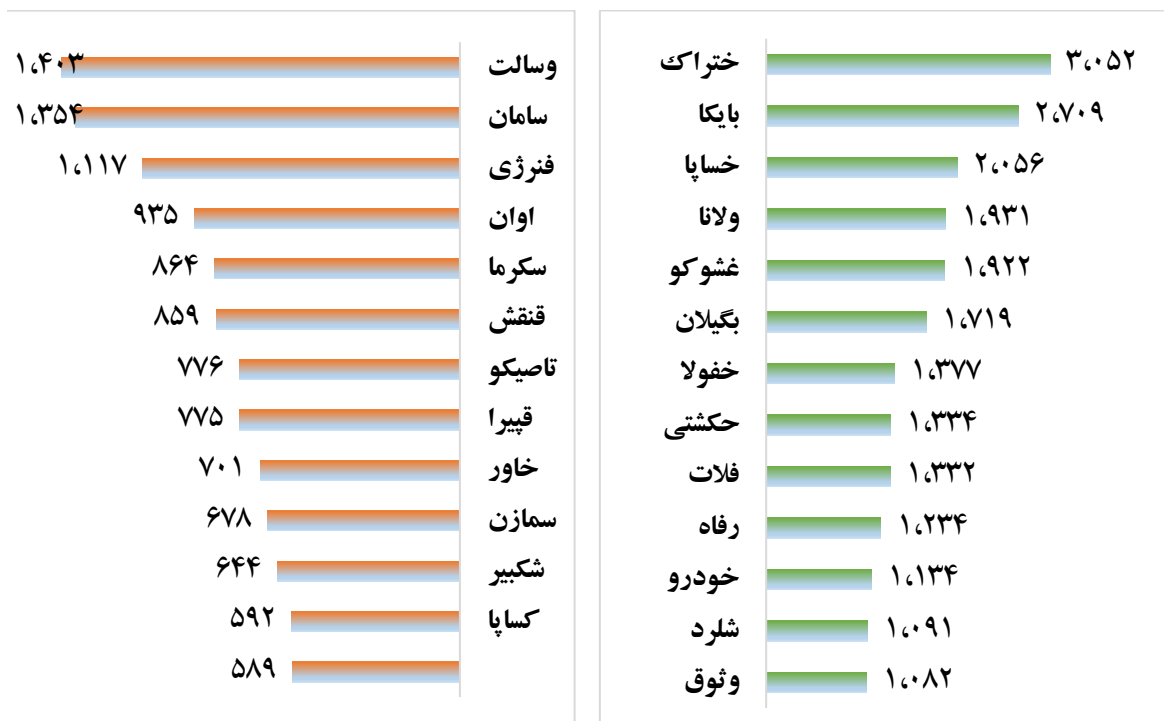 ختراک ۳،۰۵۲
بایکا ۲،۷۰۹
خساپا ۲،۰۵۶
ولانا ۱،۹۳۱
غشوکو ۱،۹۲۲
بگیلان ۱،۷۱۹
خفولا ۱،۳۷۷
حکشتی ۱،۳۳۴
فلات ۱،۳۳۲
رفاه ۱،۲۳۴
خودرو ۱،۱۳۴
شلرد ۱،۰۹۱
وثوق ۱،۰۸۲
وسالت ۱،۴۰۳
سامان ۱،۳۵۴
فنرژی ۱،۱۱۷
اوان ۹۳۵
سکرما ۸۶۴
قنقش ۸۵۹
تاصیکو ۷۷۶
قپیرا ۷۷۵
خاور ۷۰۱
سمازن ۶۷۸
شکبیر ۶۴۴
کساپا ۵۹۲
۵۸۹